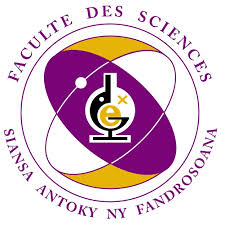 FACULTE DES SCIENCES
e x
SIANSA ANTOKY NY FANDROSOANA